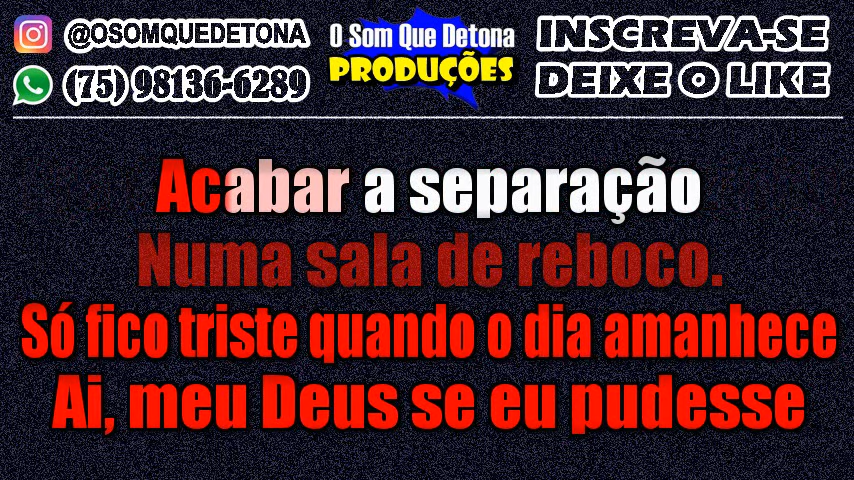 @OSOMQUEDETONA
(75) 98136-6289
O Som Que Detona
PRODUÇÕES
INSCREVA-SE
DEIXE O LIKE
Acabar a separação
Numa sala de reboco.
Só fico triste quando o dia amanhece
Ai, meu Deus se eu pudesse